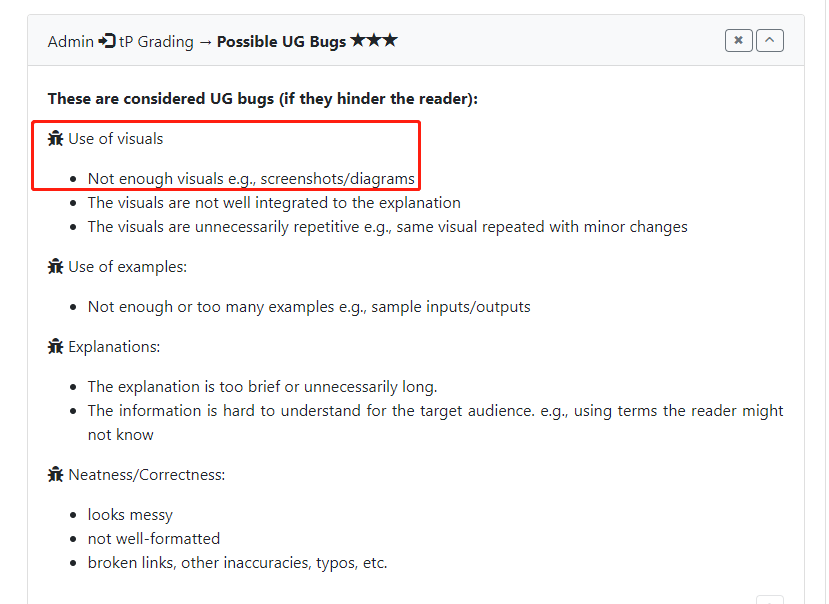 Admin tP Grading → Possible UG Bugs ★★★
These are considered UG bugs (if they hinder the reader):
Use of visuals
• Not enough visuals e.g., screenshots/diagrams
• The visuals are not well integrated to the explanation
• The visuals are unnecessarily repetitive e.g., same visual repeated with minor changes
Use of examples:
• Not enough or too many examples e.g., sample inputs/outputs
Explanations:
• The explanation is too brief or unnecessarily long.
• The information is hard to understand for the target audience. e.g., using terms the reader might
not know
Neatness/Correctness:
• looks messy
• not well-formatted
• broken links, other inaccuracies, typos, etc.